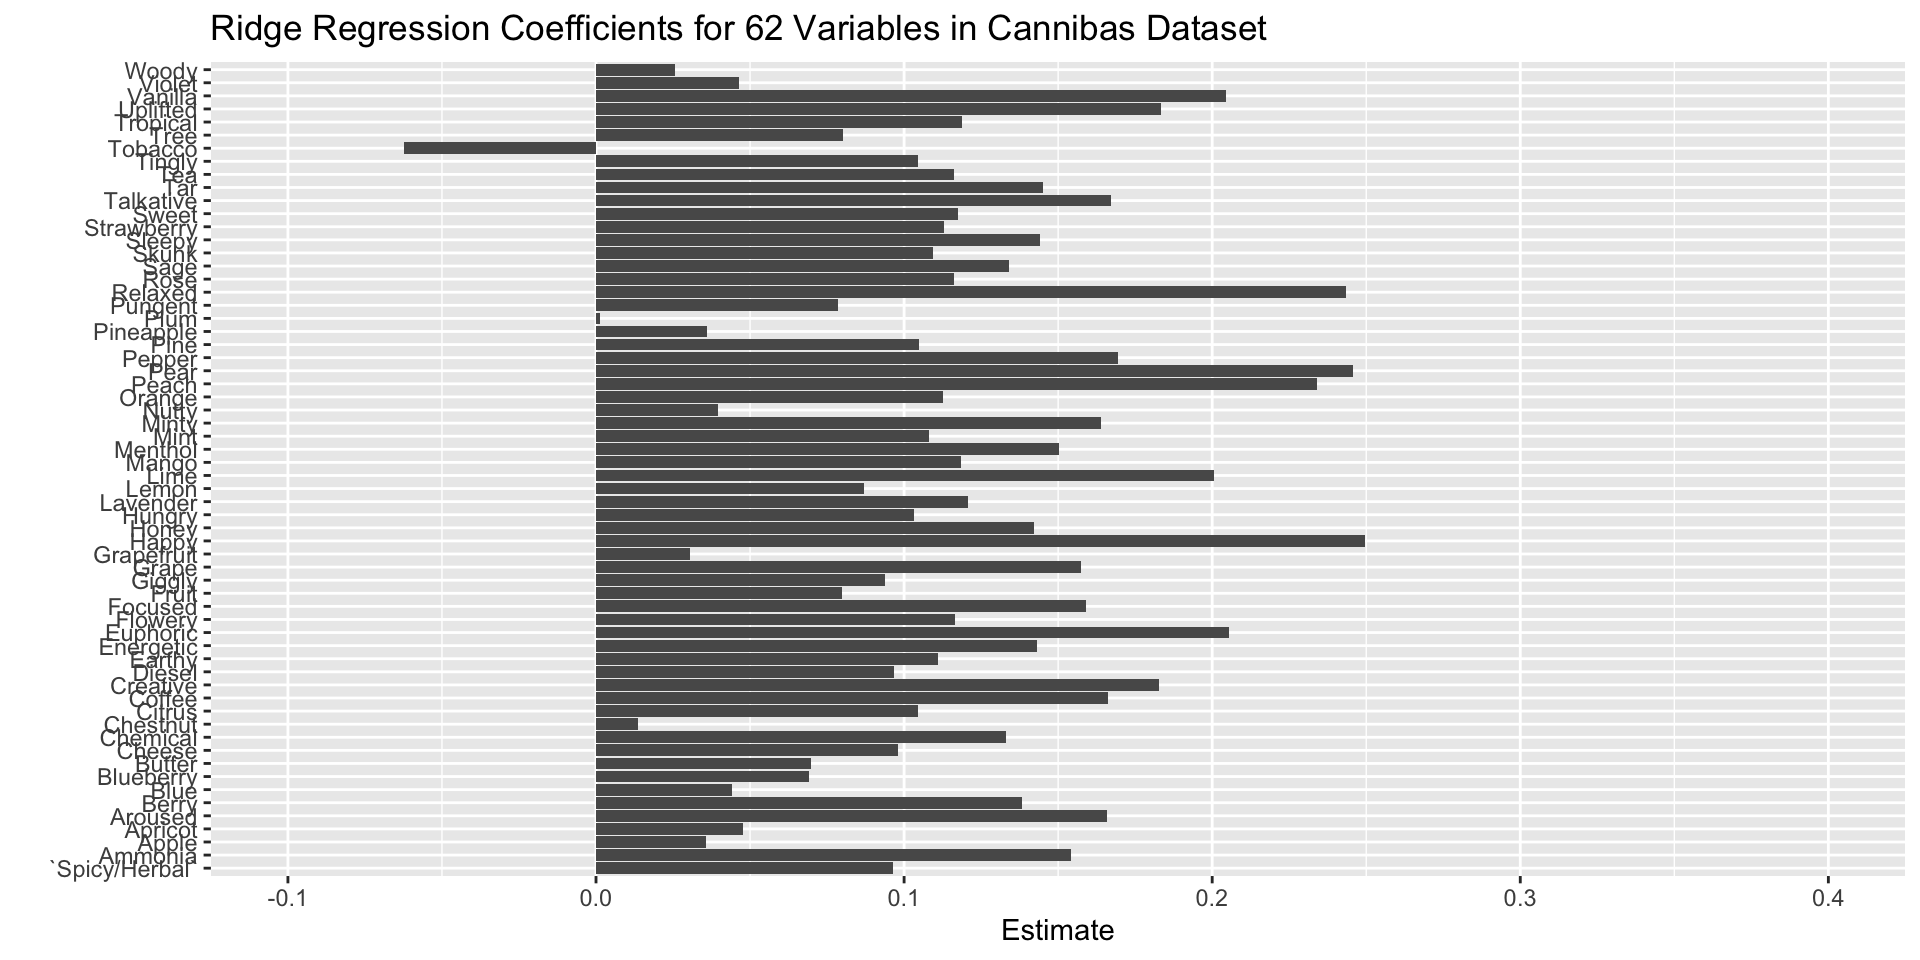 Ridge Regression Coefficients for 62 Variables in Cannibas Dataset
Woody
Violet
Vanilla
Uplifted
Tropical
Tree
Tobacco
Tingly
Tea
Tar
Talkative
Sweet
Strawberry
Sleepy
Skunk
Sage
Rose
Relaxed
Pungent
Plum
Pineapple
Pine
Pepper
Pear
Peach
Orange
Nutty
Minty
Mint
Menthol
Mango
Lime
Lemon
Lavender
Hungry
Honey
Happy
Grapefruit
Grape
Giggly
Fruit
Focused
Flowery
Euphoric
Energetic
Earthy
Diesel
Creative
Coffee
Citrus
Chestnut
Chemical
Cheese
Butter
Blueberry
Blue
Berry
Aroused
Apricot
Apple
Ammonia
`Spicy/Herbal`
-0.1 0.0 0.1 0.2 0.3 0.4
Estimate